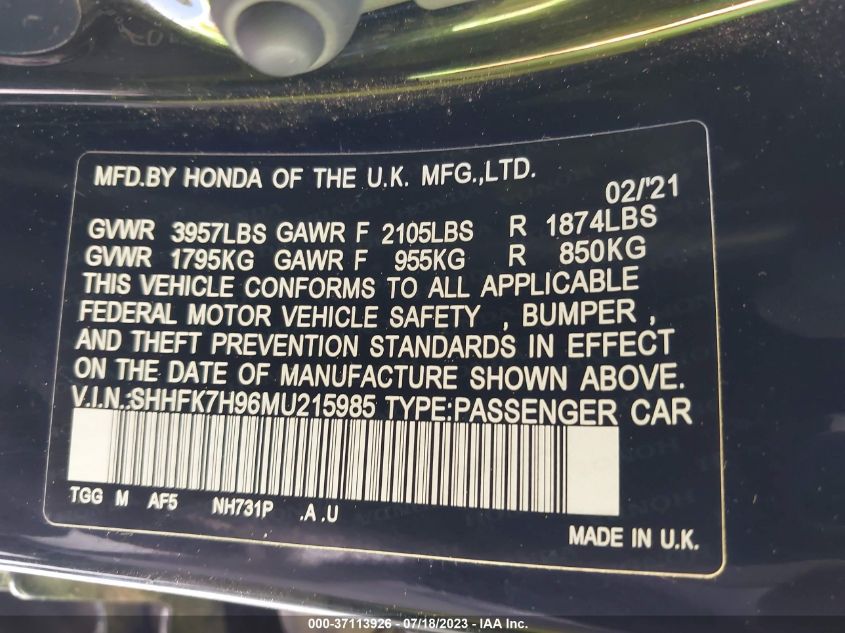 MFD.BY HONDA OF THE U.K. MFG.,LTD.
02/'21
GVWR 3957LBS GAWR F 2105LBS R 1874LBS
GVWR 1795KG GAWR F 955KG R 850KG
THIS VEHICLE CONFORMS TO ALL APPLICABLE
FEDERAL MOTOR VEHICLE SAFETY , BUMPER ,
AND THEFT PREVENTION STANDARDS IN EFFECT
ON THE DATE OF MANUFACTURE SHOWN ABOVE.
V.I.N.:SHHFK7H96MU215985 TYPE:PASSENGER CAR
TGG M AF5 NH731P .A .U
MADE IN U.K.
000-37113926 - 07/18/2023 - IAA Inc.